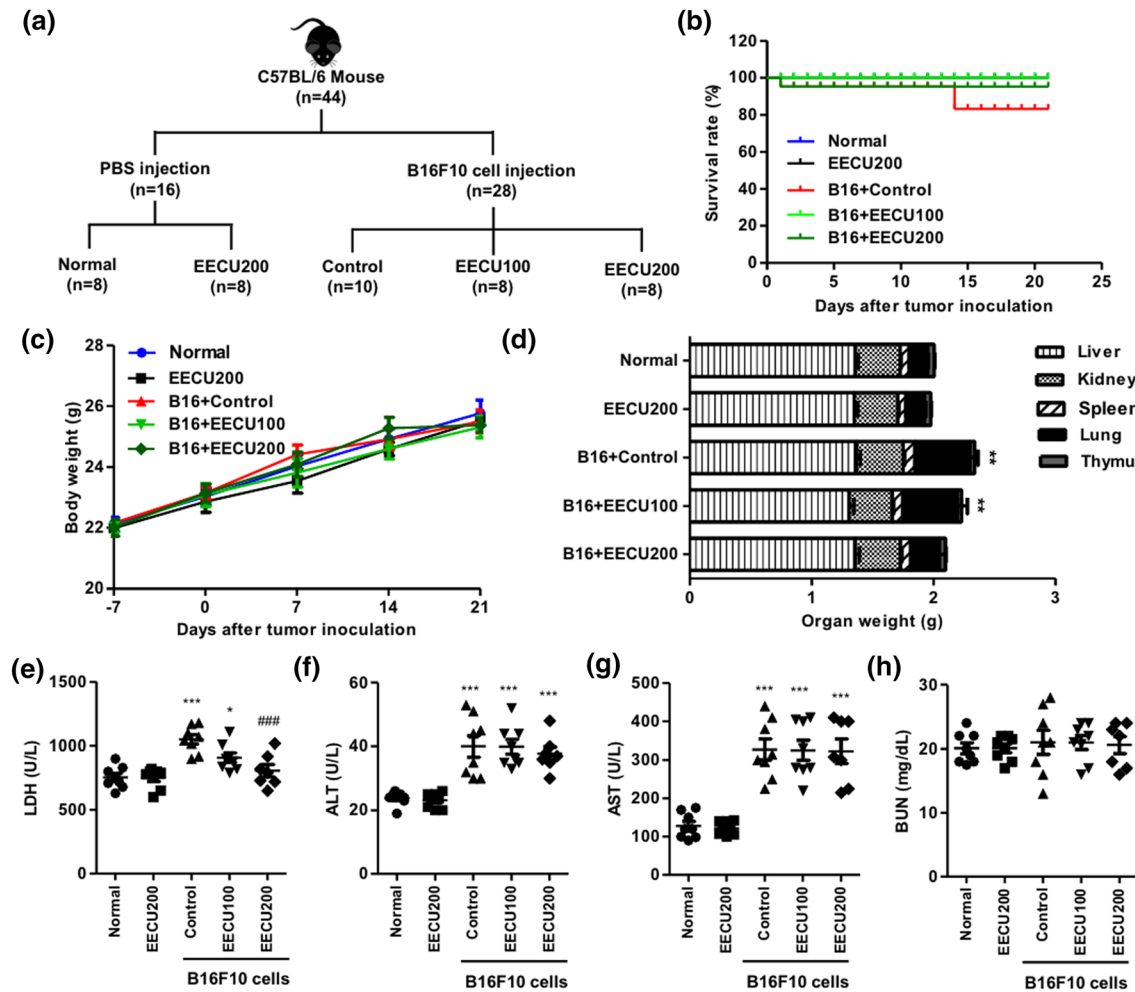 (a)
C57BL/6 Mouse
(n=44)
PBS injection
(n=16)
B16F10 cell injection
(n=28)
Normal
(n=8)
EECU200
(n=8)
Control
(n=10)
EECU100
(n=8)
EECU200
(n=8)
(b)
Survival rate (%)
120
100
80
60
40
20
0
Normal
EECU200
B16+Control
B16+EECU100
B16+EECU200
0 5 10 15 20 25
Days after tumor inoculation
(c)
Body weight (g)
28
26
24
22
20
Normal
EECU200
B16+Control
B16+EECU100
B16+EECU200
-7 0 7 14 21
Days after tumor inoculation
(d)
Normal
EECU200
B16+Control
B16+EECU100
B16+EECU200
**
**
0 1 2 3
Organ weight (g)
Liver
Kidney
Spleen
Lung
Thymu
(e)
LDH (U/L)
1500
1000
500
0
***
*
###
Normal
EECU200
Control
EECU100
EECU200
B16F10 cells
(f)
ALT (U/L)
60
40
20
0
***
***
***
Normal
EECU200
Control
EECU100
EECU200
B16F10 cells
(g)
AST (U/L)
500
400
300
200
100
0
***
***
***
Normal
EECU200
Control
EECU100
EECU200
B16F10 cells
(h)
BUN (mg/dL)
30
20
10
0
Normal
EECU200
Control
EECU100
EECU200
B16F10 cells